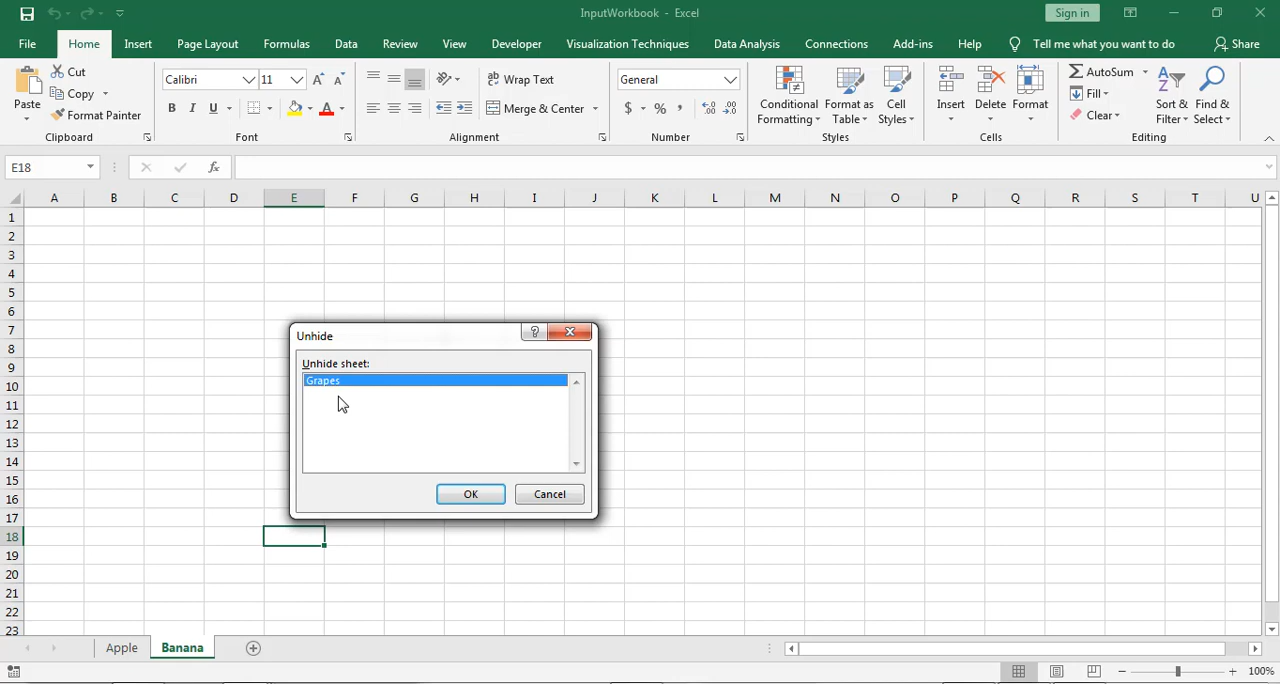 InputWorkbook - Excel
Sign in
File Home Insert Page Layout Formulas Data Review View Developer Visualization Techniques Data Analysis Connections Add-ins Help Tell me what you want to do Share
Paste
Cut
Copy
Format Painter
Clipboard
Calibri 11
B I U
Font
Wrap Text
Merge & Center
Alignment
General
$ % ,
Number
Conditional Formatting
Format as Table
Cell Styles
Styles
Insert
Delete
Format
Cells
AutoSum
Fill
Clear
Sort & Filter
Find & Select
Editing
E18
fx
A B C D E F G H I J K L M N O P Q R S T U
1
2
3
4
5
6
7
8
9
10
11
12
13
14
15
16
17
18
19
20
21
22
23
Unhide
Unhide sheet:
Grapes
OK Cancel
Apple Banana
100%